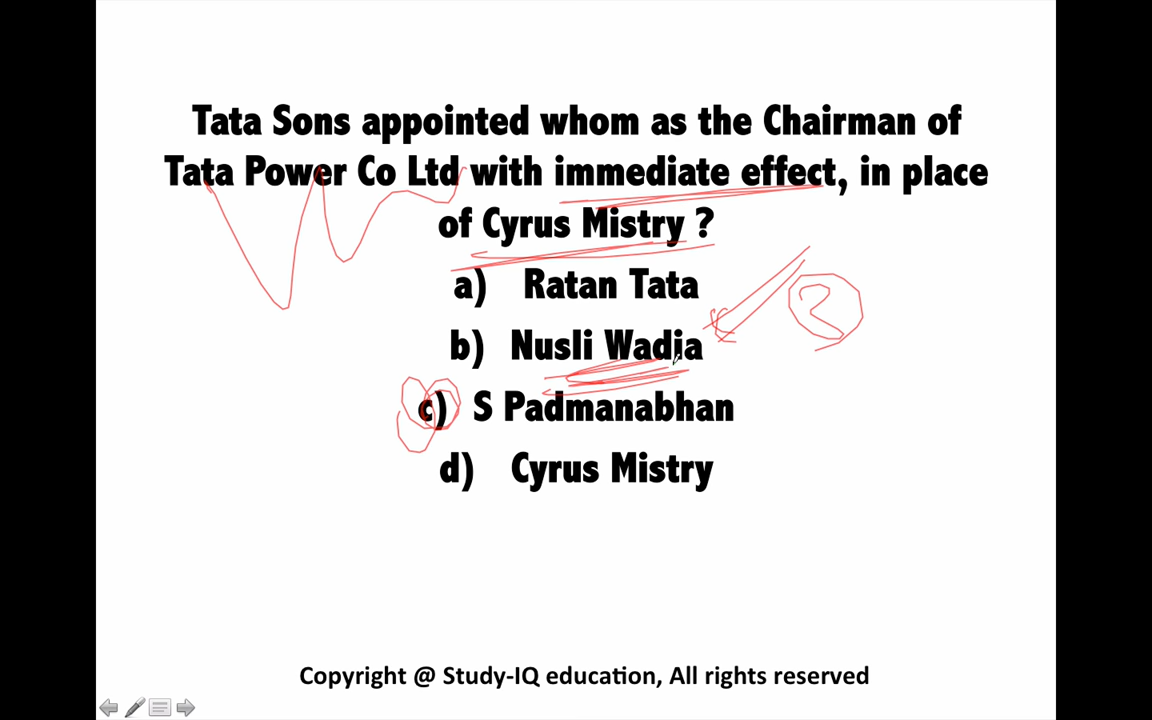 Tata Sons appointed whom as the Chairman of
Tata Power Co Ltd with immediate effect, in place
of Cyrus Mistry ?
a) Ratan Tata
b) Nusli Wadia
c) S Padmanabhan
d) Cyrus Mistry
Copyright @ Study-IQ education, All rights reserved